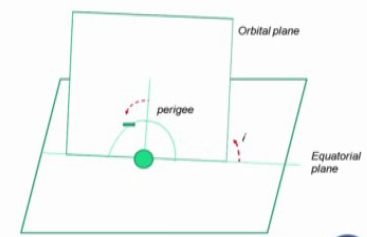 Orbital plane
perigee
i
Equatorial
plane